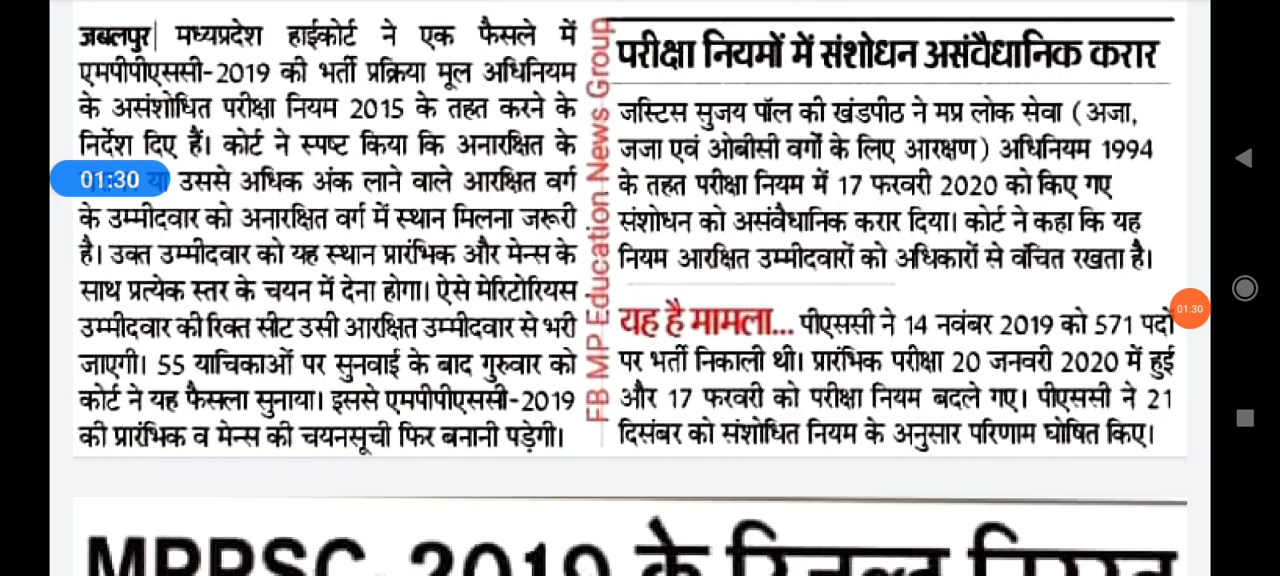 जबलपुर| मध्यप्रदेश हाईकोर्ट ने एक फैसले में
एमपीपीएससी-2019 की भर्ती प्रक्रिया मूल अधिनियम
के असंशोधित परीक्षा नियम 2015 के तहत करने के
निर्देश दिए हैं। कोर्ट ने स्पष्ट किया कि अनारक्षित के
01:30 या उससे अधिक अंक लाने वाले आरक्षित वर्ग
के उम्मीदवार को अनारक्षित वर्ग में स्थान मिलना जरूरी
है। उक्त उम्मीदवार को यह स्थान प्रारंभिक और मेन्स के
साथ प्रत्येक स्तर के चयन में देना होगा। ऐसे मेरिटोरियस
उम्मीदवार की रिक्त सीट उसी आरक्षित उम्मीदवार से भरी
जाएगी। 55 याचिकाओं पर सुनवाई के बाद गुरुवार को
कोर्ट ने यह फैसला सुनाया। इससे एमपीपीएससी-2019
की प्रारंभिक व मेन्स की चयनसूची फिर बनानी पड़ेगी।
FB MP Education News Group
परीक्षा नियमों में संशोधन असंवैधानिक करार
जस्टिस सुजय पॉल की खंडपीठ ने मप्र लोक सेवा (अजा,
जजा एवं ओबीसी वर्गों के लिए आरक्षण) अधिनियम 1994
के तहत परीक्षा नियम में 17 फरवरी 2020 को किए गए
संशोधन को असंवैधानिक करार दिया। कोर्ट ने कहा कि यह
नियम आरक्षित उम्मीदवारों को अधिकारों से वंचित रखता है।
यह है मामला... पीएससी ने 14 नवंबर 2019 को 571 पदों
पर भर्ती निकाली थी। प्रारंभिक परीक्षा 20 जनवरी 2020 में हुई
और 17 फरवरी को परीक्षा नियम बदले गए। पीएससी ने 21
दिसंबर को संशोधित नियम के अनुसार परिणाम घोषित किए।
01:30
MPPSC 2019 के रिजल्ट निरस्त